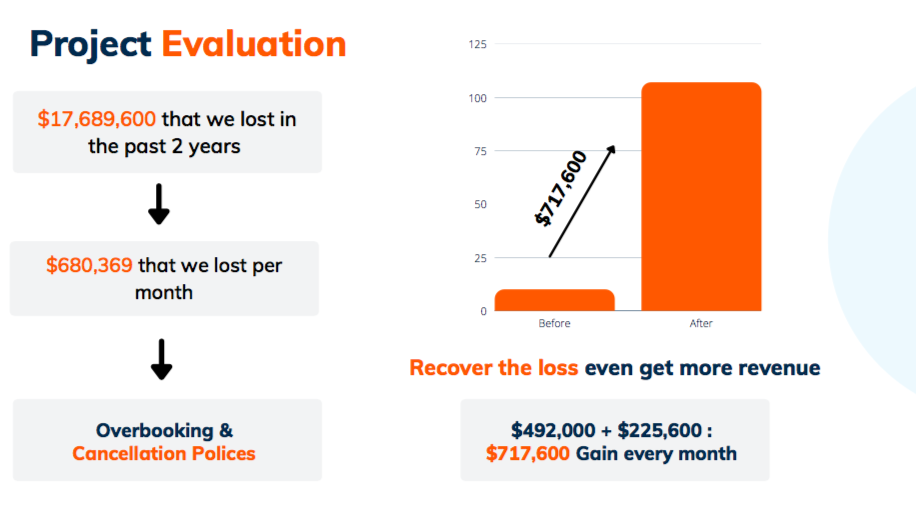 Project Evaluation
$17,689,600 that we lost in
the past 2 years
$680,369 that we lost per
month
Overbooking &
Cancellation Polices
125
100
75
50
25
0
$717,600
Before
After
Recover the loss even get more revenue
$492,000 + $225,600 :
$717,600 Gain every month